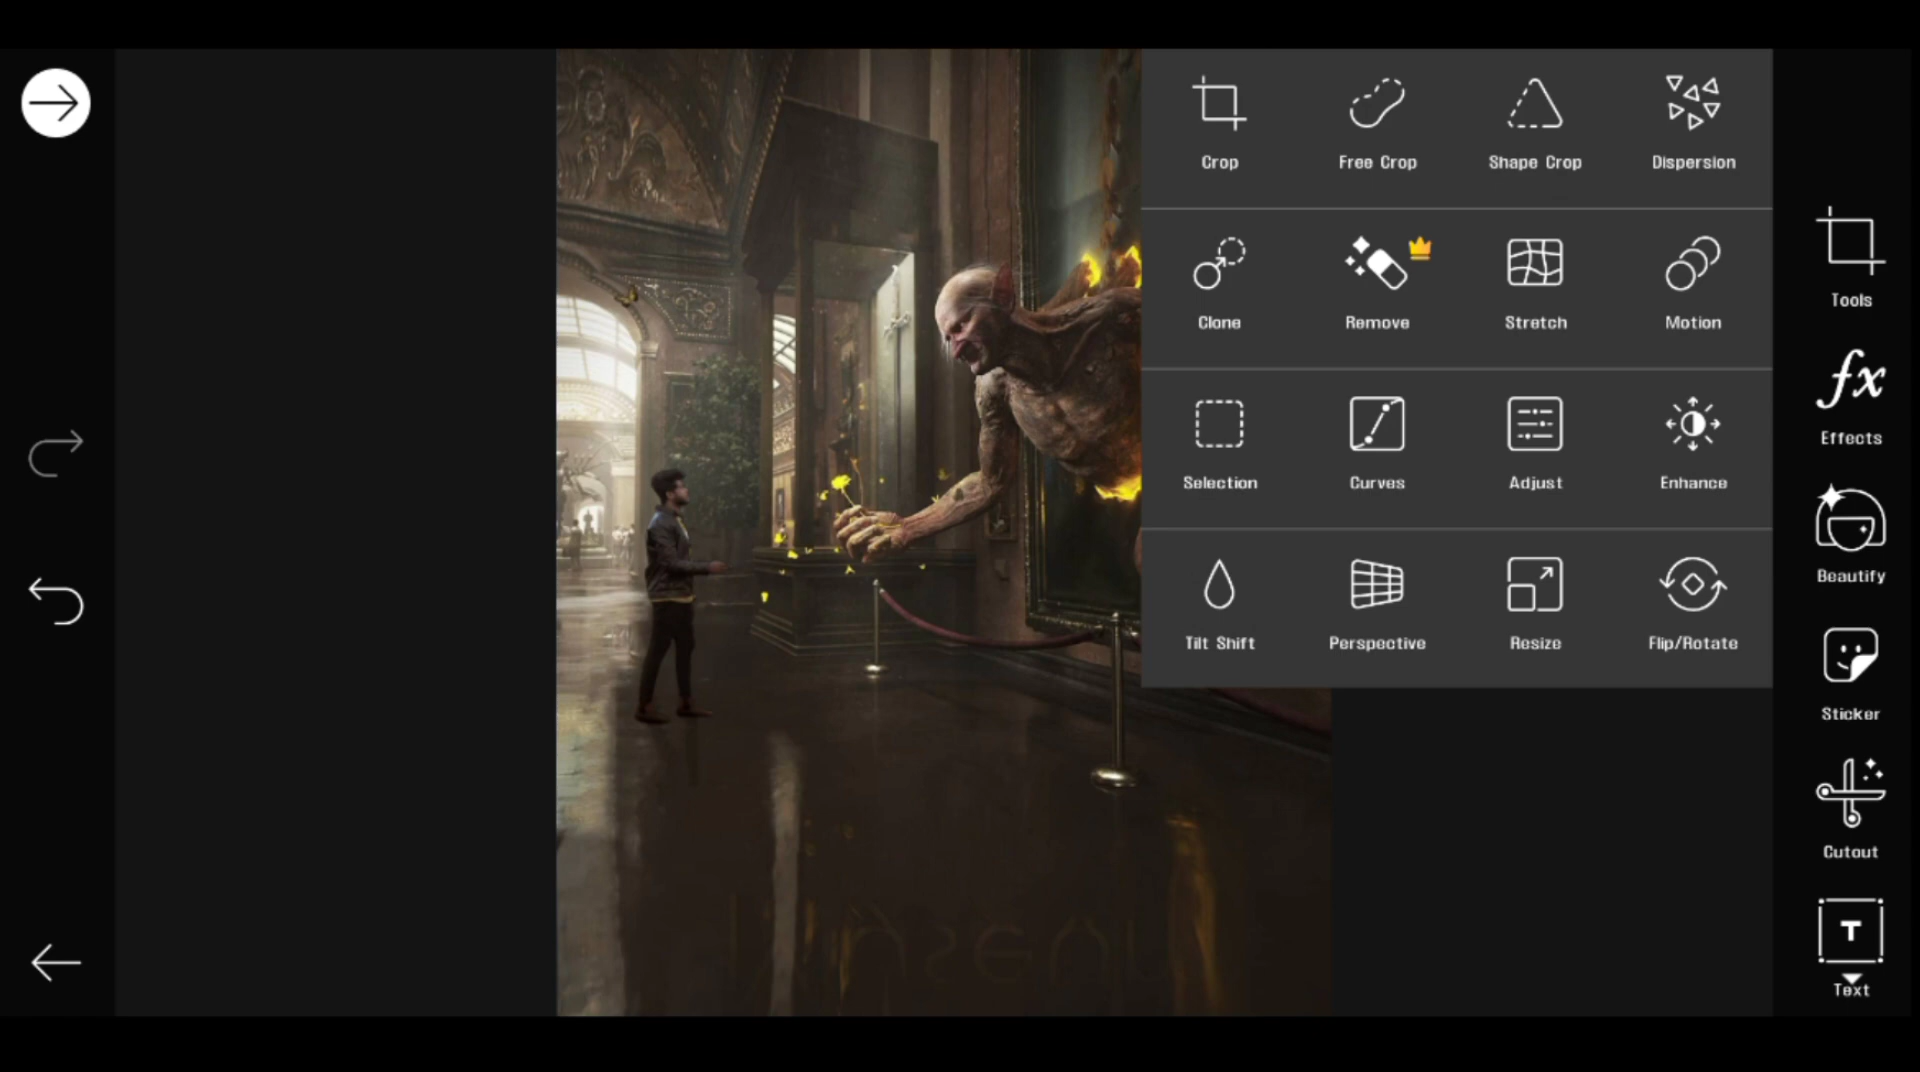 Crop Free Crop Shape Crop Dispersion
Clone Remove Stretch Motion
Selection Curves Adjust Enhance
Tilt Shift Perspective Resize Flip/Rotate
Tools
Effects
Beautify
Sticker
Cutout
Text